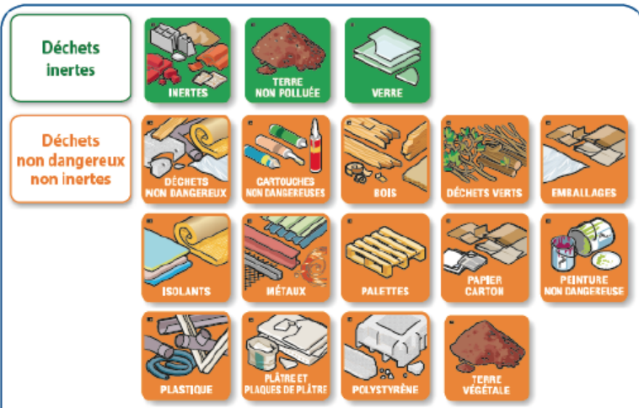 Déchets
inertes
INERTES
TERRE
NON POLLUÉE
VERRE
Déchets
non dangereux
non inertes
DÉCHETS
NON DANGEREUX
CARTOUCHES
NON DANGEREUSES
BOIS
DÉCHETS VERTS
EMBALLAGES
ISOLANTS
MÉTAUX
PALETTES
PAPIER
CARTON
PEINTURE
NON DANGEREUSE
PLASTIQUE
PLÂTRE ET
PLAQUES DE PLÂTRE
POLYSTYRÈNE
TERRE
VÉGÉTALE